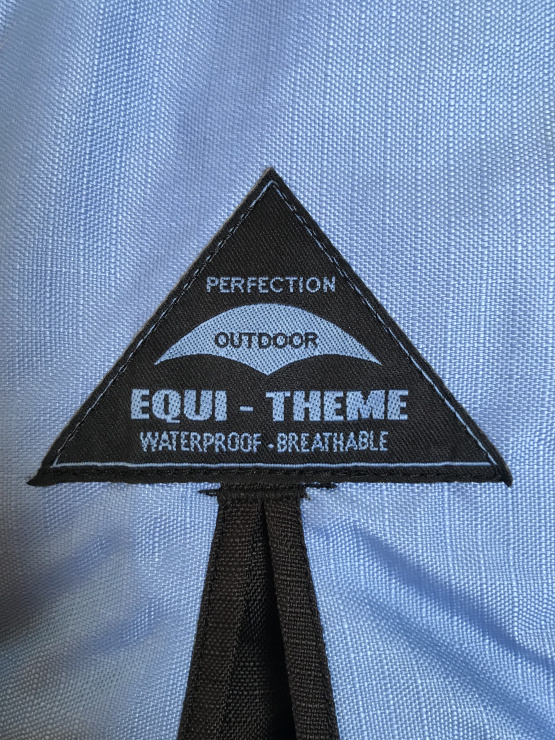 PERFECTION
OUTDOOR
EQUI - THEME
WATERPROOF - BREATHABLE